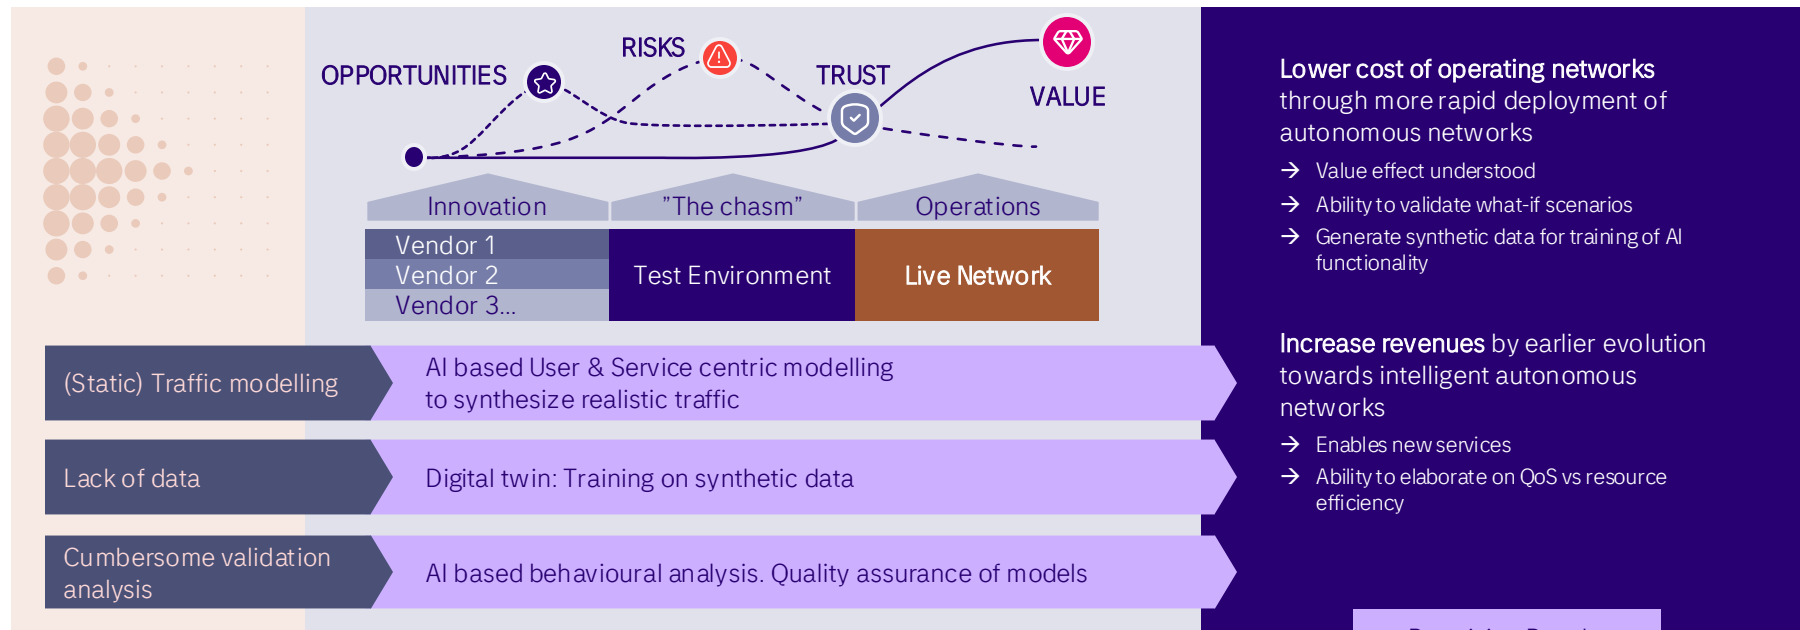 OPPORTUNITIES
RISKS
TRUST
VALUE
Innovation
”The chasm”
Operations
Vendor 1
Vendor 2
Vendor 3...
Test Environment
Live Network
(Static) Traffic modelling
AI based User & Service centric modelling
to synthesize realistic traffic
Lack of data
Digital twin: Training on synthetic data
Cumbersome validation
analysis
AI based behavioural analysis. Quality assurance of models
Lower cost of operating networks
through more rapid deployment of
autonomous networks
→ Value effect understood
→ Ability to validate what-if scenarios
→ Generate synthetic data for training of AI
functionality
Increase revenues by earlier evolution
towards intelligent autonomous
networks
→ Enables new services
→ Ability to elaborate on QoS vs resource
efficiency